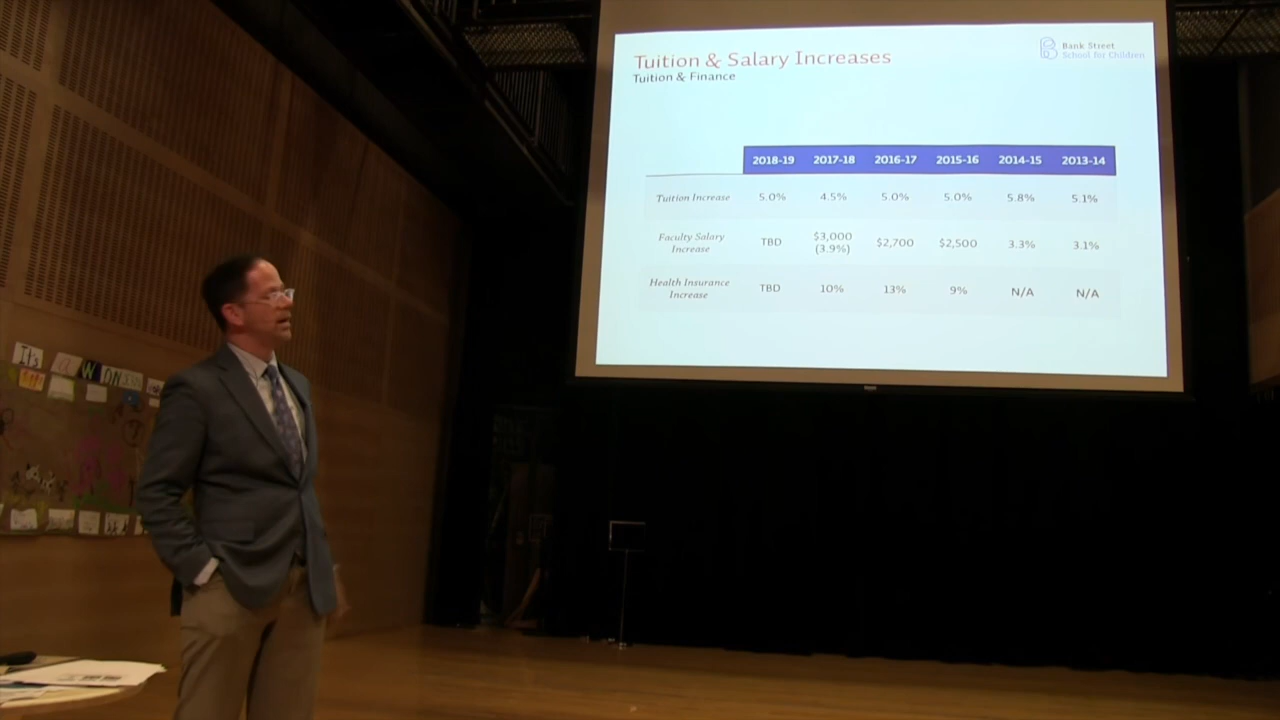 Tuition & Salary Increases
Tuition & Finance
Bank Street
School for Children
2018-19 2017-18 2016-17 2015-16 2014-15 2013-14
Tuition Increase 5.0% 4.5% 5.0% 5.0% 5.8% 5.1%
Faculty Salary
Increase TBD $3,000
(3.9%) $2,700 $2,500 3.3% 3.1%
Health Insurance
Increase TBD 10% 13% 9% N/A N/A
It's
a